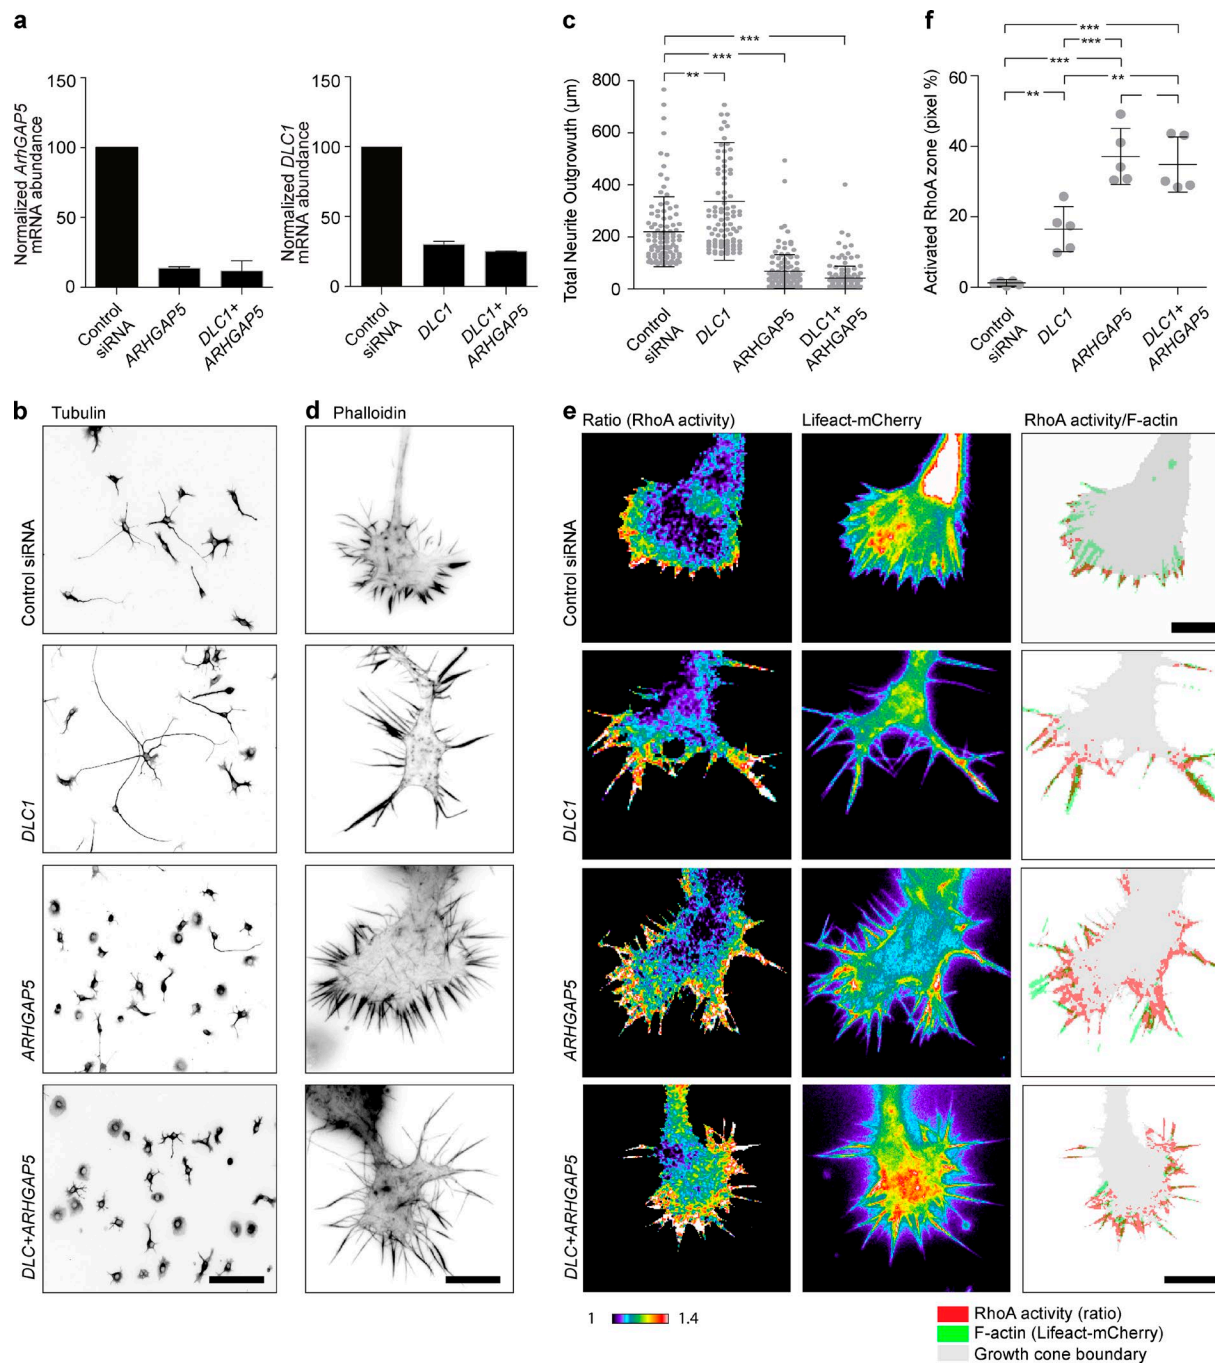 a
Normalized ArhGAP5
mRNA abundance
150
100
50
0
Control
siRNA
ARHGAP5
DLC1+
ARHGAP5
Normalized DLC1
mRNA abundance
150
100
50
0
Control
siRNA
DLC1
DLC1+
ARHGAP5
c
Total Neurite Outgrowuth (µm)
800
600
400
200
0
***
***
**
Control
siRNA
DLC1
ARHGAP5
DLC1+
ARHGAP5
f
Activated RhoA zone (pixel %)
60
40
20
0
***
***
***
**
**
Control
siRNA
DLC1
ARHGAP5
DLC1+
ARHGAP5
b Tubulin
d Phalloidin
e
Ratio (RhoA activity)
Lifeact-mCherry
RhoA activity/F-actin
Control siRNA
DLC1
ARHGAP5
DLC+ARHGAP5
Control siRNA
DLC1
ARHGAP5
DLC+ARHGAP5
1 1.4
RhoA activity (ratio)
F-actin (Lifeact-mCherry)
Growth cone boundary